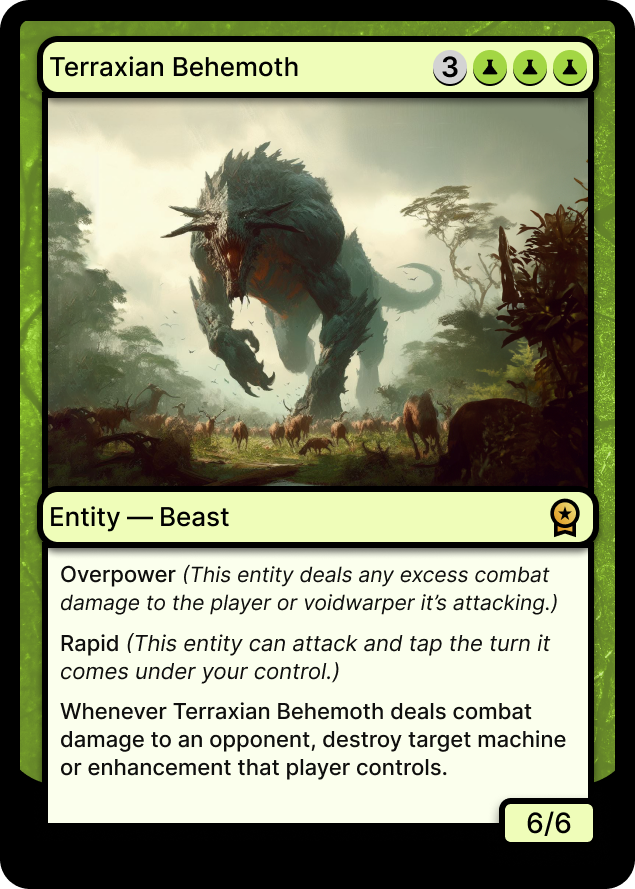 Terraxian Behemoth 3
Entity — Beast
Overpower (This entity deals any excess combat
damage to the player or voidwarper it’s attacking.)
Rapid (This entity can attack and tap the turn it
comes under your control.)
Whenever Terraxian Behemoth deals combat
damage to an opponent, destroy target machine
or enhancement that player controls.
6/6